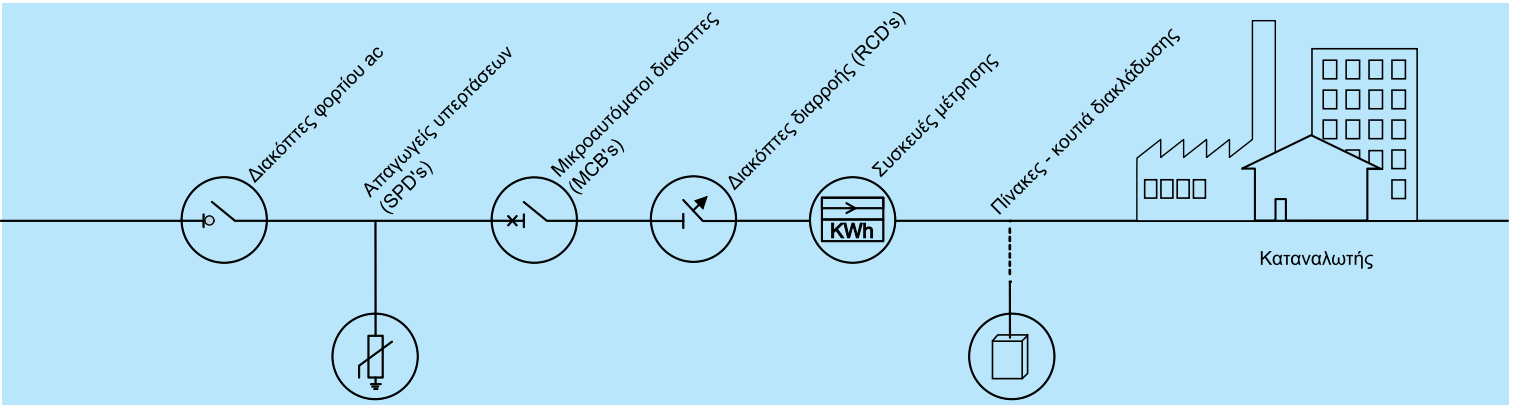 Διακόπτες φορτίου ac
Απαγωγείς υπερτάσεων
(SPD's)
Μικροαυτόματοι διακόπτες
(MCB's)
Διακόπτες διαρροής (RCD's)
Συσκευές μέτρησης
KWh
Πίνακες - κουτιά διακλάδωσης
Καταναλωτής